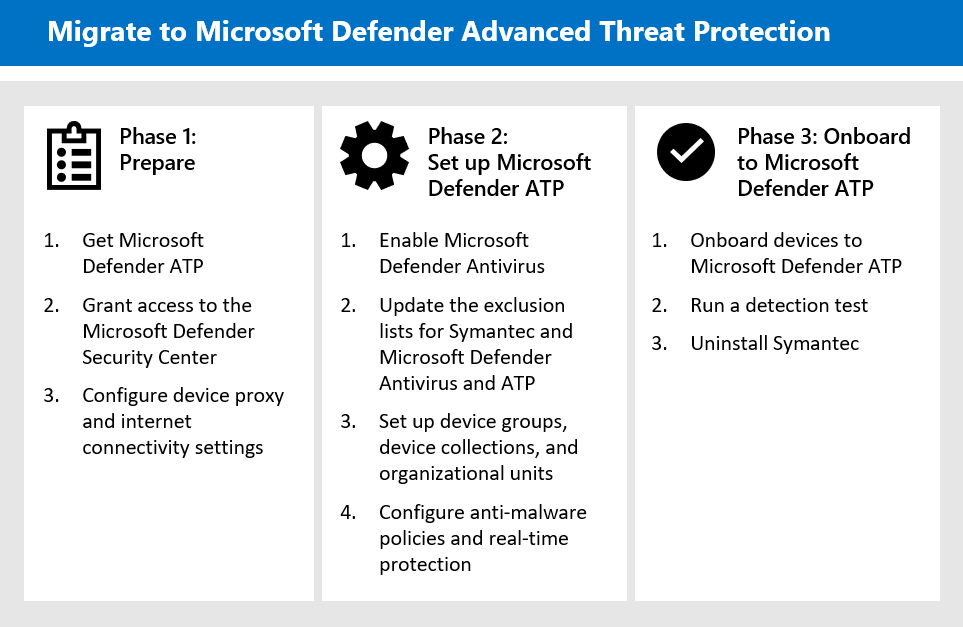 Migrate to Microsoft Defender Advanced Threat Protection
Phase 1:
Prepare
1. Get Microsoft
Defender ATP
2. Grant access to the
Microsoft Defender
Security Center
3. Configure device proxy
and internet
connectivity settings
Phase 2:
Set up Microsoft
Defender ATP
1. Enable Microsoft
Defender Antivirus
2. Update the exclusion
lists for Symantec and
Microsoft Defender
Antivirus and ATP
3. Set up device groups,
device collections, and
organizational units
4. Configure anti-malware
policies and real-time
protection
Phase 3: Onboard
to Microsoft
Defender ATP
1. Onboard devices to
Microsoft Defender ATP
2. Run a detection test
3. Uninstall Symantec